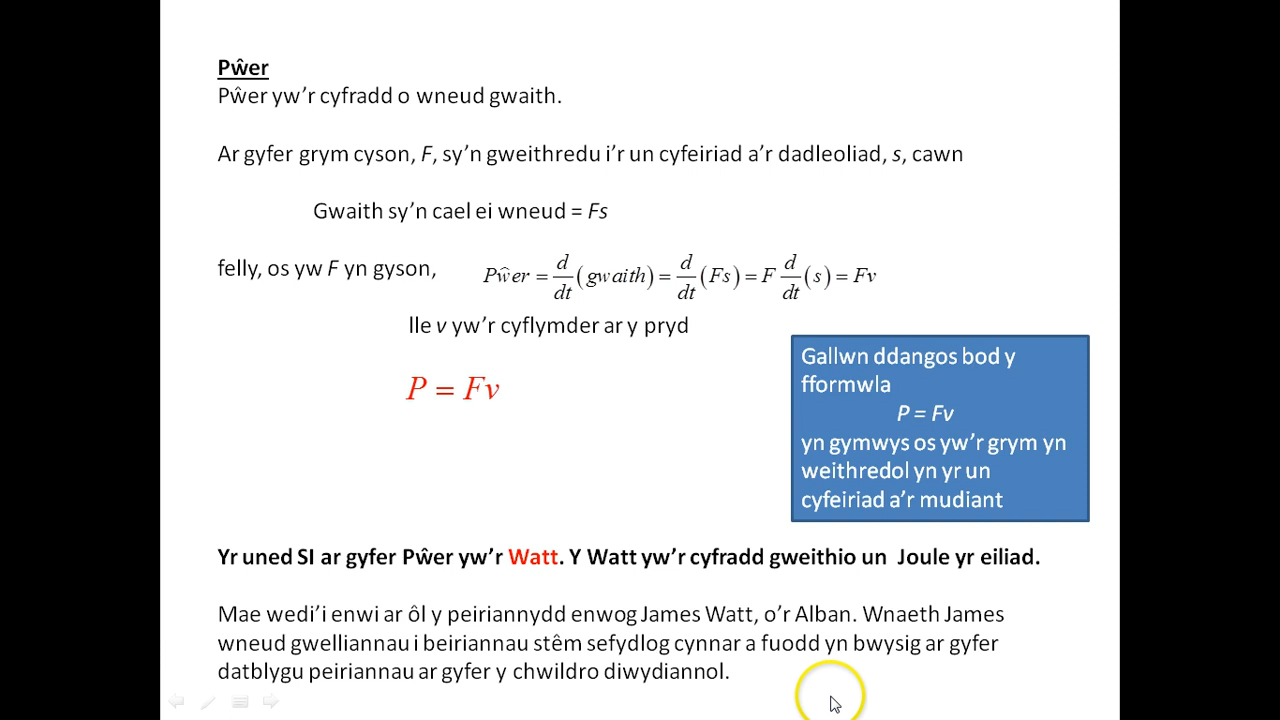 Pŵer
Pŵer yw’r cyfradd o wneud gwaith.
Ar gyfer grym cyson, F, sy’n gweithredu i’r un cyfeiriad a’r dadleoliad, s, cawn
Gwaith sy’n cael ei wneud = Fs
felly, os yw F yn gyson, Pŵer = d/dt (gwaith) = d/dt (Fs) = F d/dt (s) = Fv
lle v yw’r cyflymder ar y pryd
P = Fv
Gallwn ddangos bod y
fformwla
P = Fv
yn gymwys os yw’r grym yn
weithredol yn yr un
cyfeiriad a’r mudiant
Yr uned SI ar gyfer Pŵer yw’r Watt. Y Watt yw’r cyfradd gweithio un Joule yr eiliad.
Mae wedi’i enwi ar ôl y peiriannydd enwog James Watt, o’r Alban. Wnaeth James
wneud gwelliannau i beiriannau stêm sefydlog cynnar a fuodd yn bwysig ar gyfer
datblygu peiriannau ar gyfer y chwildro diwydiannol.